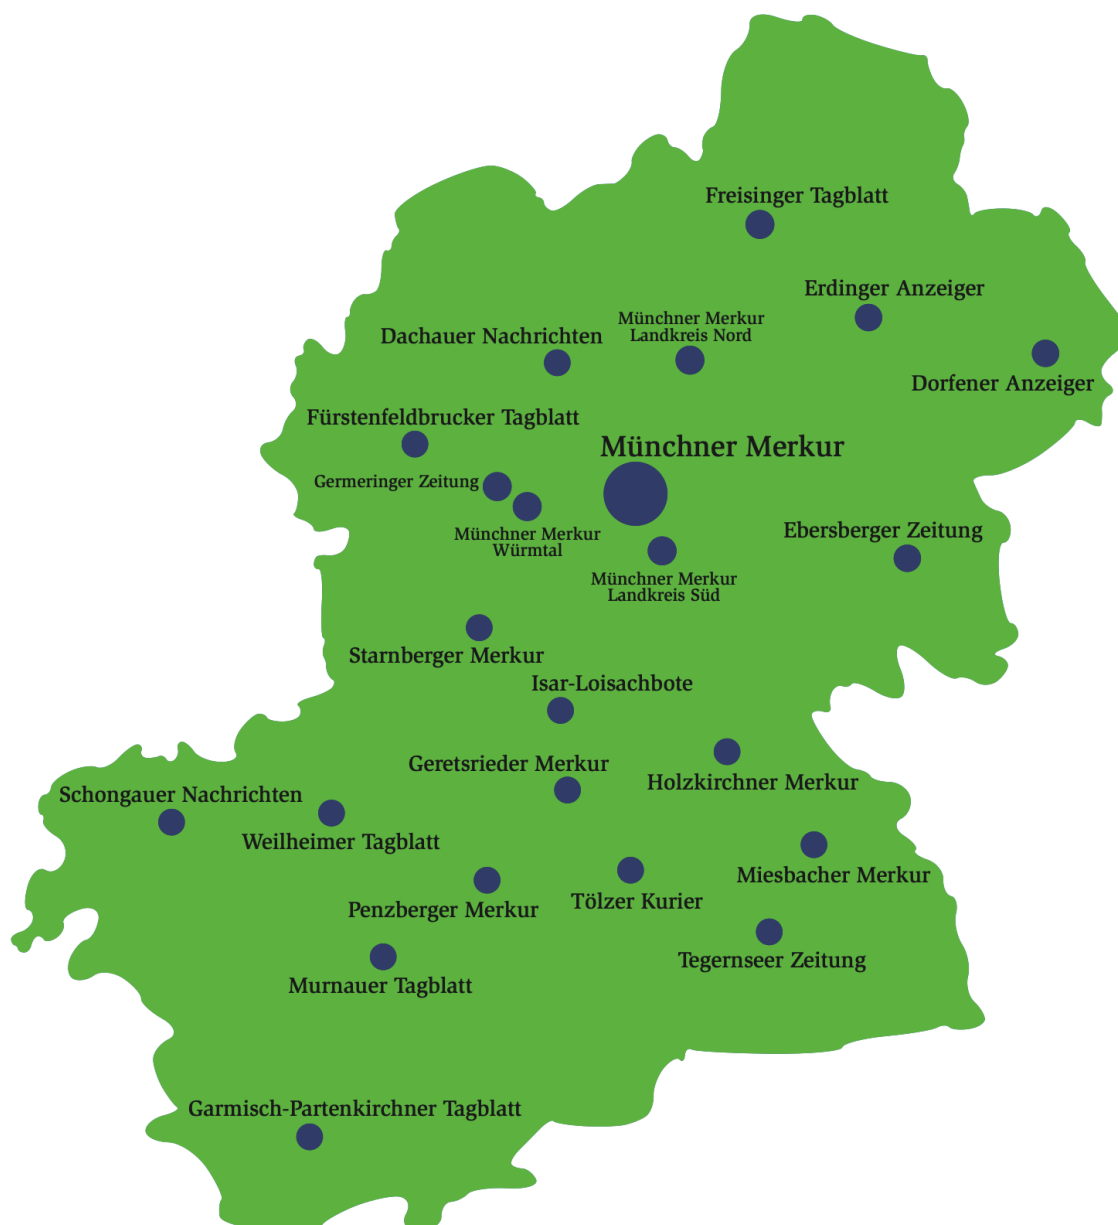 Freisinger Tagblatt
Erdinger Anzeiger
Münchner Merkur
Landkreis Nord
Dachauer Nachrichten
Dorfener Anzeiger
Fürstenfeldbrucker Tagblatt
Münchner Merkur
Germeringer Zeitung
Münchner Merkur
Würmtal
Ebersberger Zeitung
Münchner Merkur
Landkreis Süd
Starnberger Merkur
Isar-Loisachbote
Geretsrieder Merkur
Holzkirchner Merkur
Schongauer Nachrichten
Weilheimer Tagblatt
Miesbacher Merkur
Tölzer Kurier
Penzberger Merkur
Tegernseer Zeitung
Murnauer Tagblatt
Garmisch-Partenkirchner Tagblatt